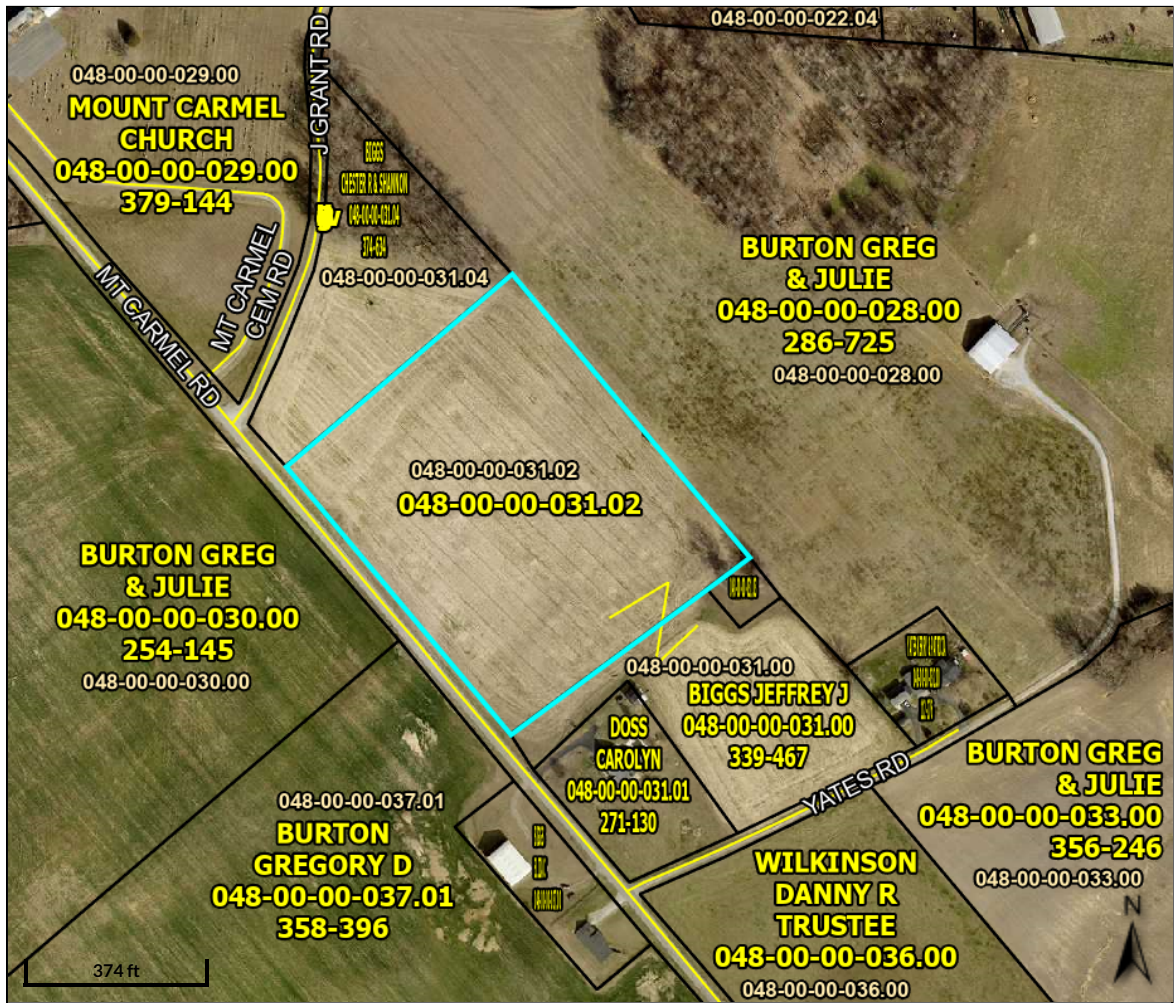 048-00-00-022.04
048-00-00-029.00
MOUNT CARMEL
CHURCH
048-00-00-029.00
379-144
J GRANT RD
BIGGS
CHESTER R & SHANNON
048-00-00-031.04
374-634
048-00-00-031.04
MT CARMEL
CEM RD
MT CARMEL RD
BURTON GREG
& JULIE
048-00-00-028.00
286-725
048-00-00-028.00
048-00-00-031.02
048-00-00-031.02
BURTON GREG
& JULIE
048-00-00-030.00
254-145
048-00-00-030.00
048-00-00-031.00
BIGGS JEFFREY J
048-00-00-031.00
339-467
DOSS
CAROLYN
048-00-00-031.01
271-130
YATES RD
BURTON GREG
& JULIE
048-00-00-033.00
356-246
048-00-00-033.00
048-00-00-037.01
BURTON
GREGORY D
048-00-00-037.01
358-396
WILKINSON
DANNY R
TRUSTEE
048-00-00-036.00
048-00-00-036.00
N
374 ft